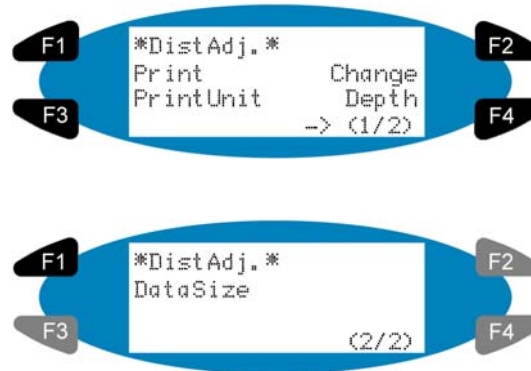 F1
F2
*DistAdj.*
Print Change
PrintUnit Depth
F3
F4
-> (1/2)
F1
F2
*DistAdj.*
DataSize
F3
F4
(2/2)